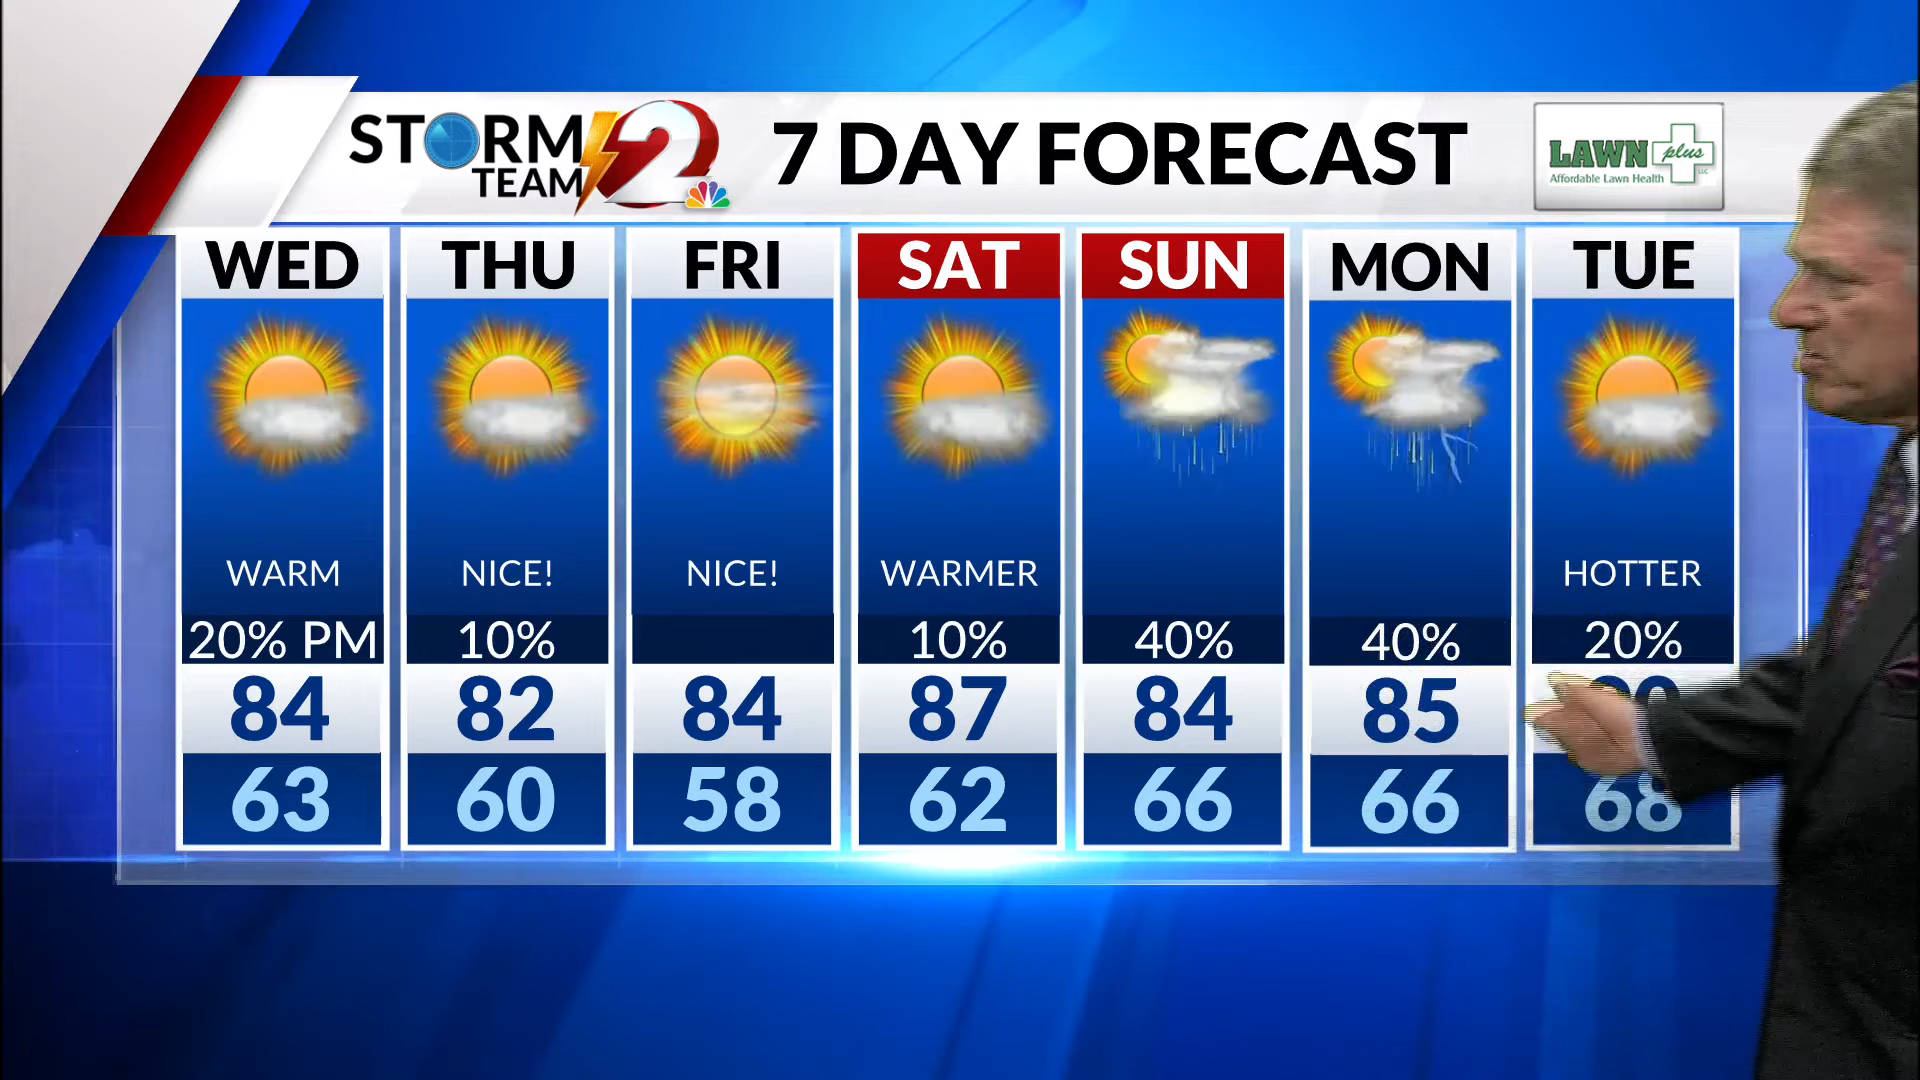 STORM
TEAM
2
7 DAY FORECAST
LAWN plus LLC
Affordable Lawn Health
WED THU FRI SAT SUN MON TUE
WARM NICE! NICE! WARMER HOTTER
20% PM 10% 10% 40% 40% 20%
84 82 84 87 84 85
63 60 58 62 66 66 68